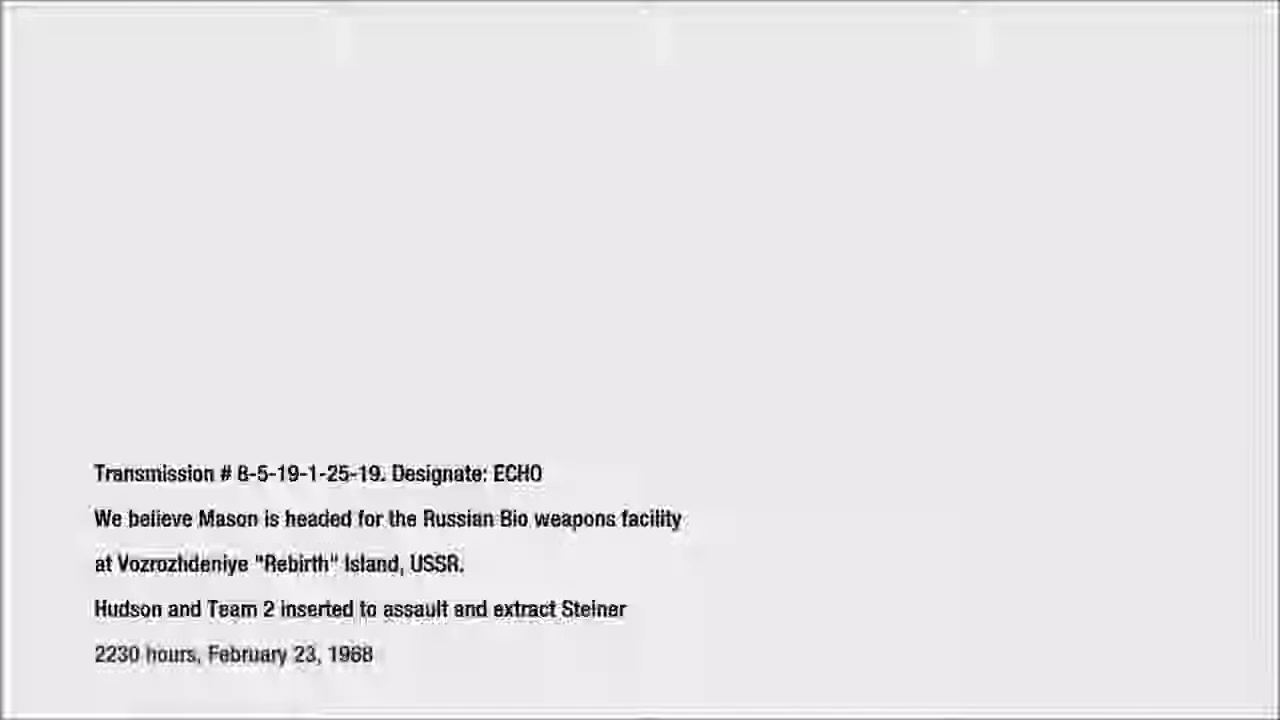 Transmission # 8-5-19-1-25-19. Designate: ECHO
We believe Mason is headed for the Russian Bio weapons facility
at Vozrozhdeniye "Rebirth" Island, USSR.
Hudson and Team 2 inserted to assault and extract Steiner
2230 hours, February 23, 1968